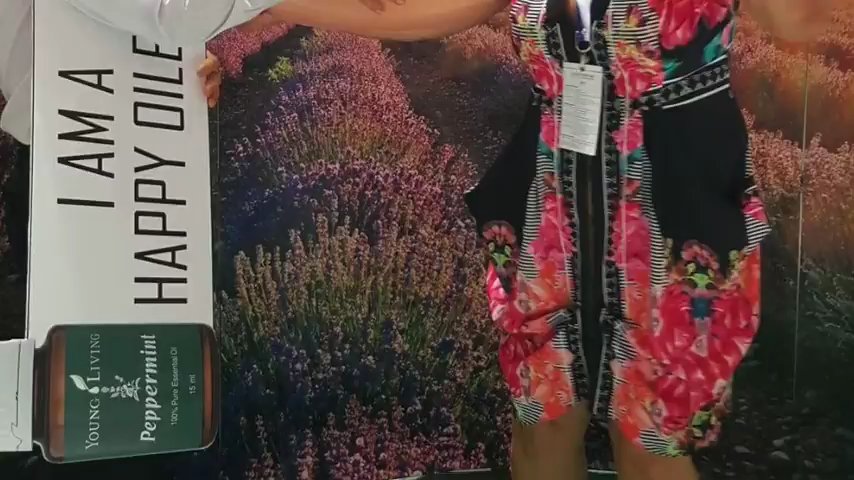 I AM A
HAPPY OILE
YOUNG LIVING
Peppermint
100% Pure Essential Oil
15 ml